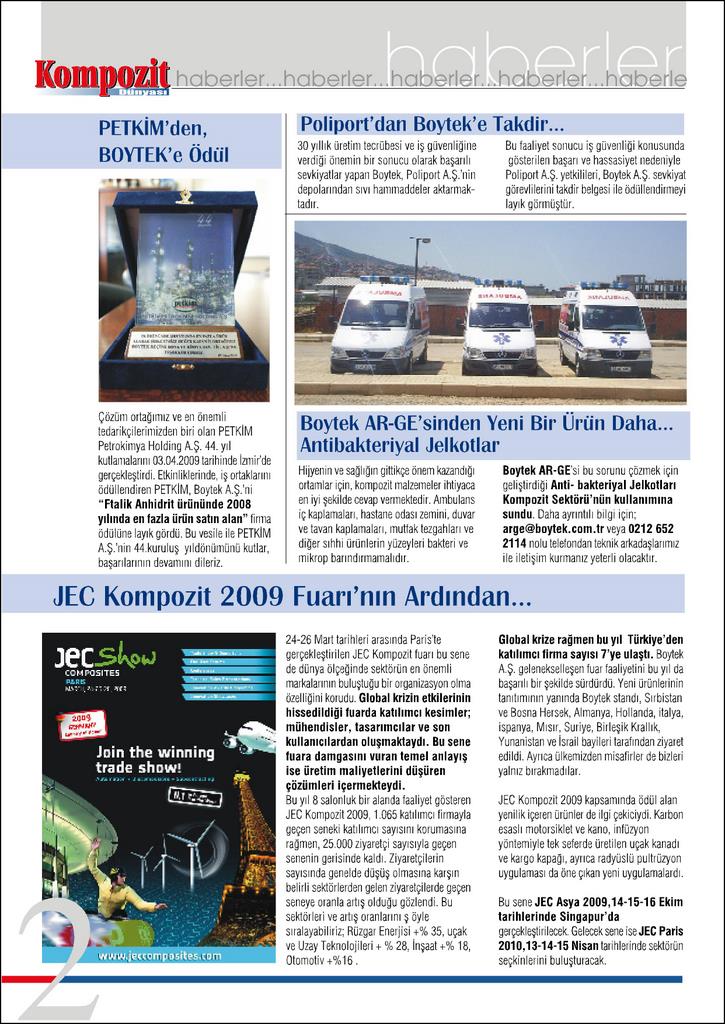 haberler
Kompozit
Dünyası
haberler...haberler...haberler...haberler...haberle
PETKİM'den,
BOYTEK'e Ödül
petkim
Çözüm ortağımız ve en önemli
tedarikçilerimizden biri olan PETKİM
Petrokimya Holding A.Ş. 44. yıl
kutlamalarını 03.04.2009 tarihinde İzmir'de
gerçekleştirdi. Etkinliklerinde, iş ortaklarını
ödüllendiren PETKİM, Boytek A.Ş.'ni
"Ftalik Anhidrit ürününde 2008
yılında en fazla ürün satın alan" firma
ödülüne layık gördü. Bu vesile ile PETKİM
A.Ş.'nin 44.kuruluş yıldönümünü kutlar,
başarılarının devamını dileriz.
Poliport'dan Boytek'e Takdir...
30 yıllık üretim tecrübesi ve iş güvenliğine
verdiği önemin bir sonucu olarak başarılı
sevkiyatlar yapan Boytek, Poliport A.Ş.'nin
depolarından sıvı hammaddeler aktarmak-
tadır.
Bu faaliyet sonucu iş güvenliği konusunda
gösterilen başarı ve hassasiyet nedeniyle
Poliport A.Ş. yetkilileri, Boytek A.Ş. sevkiyat
görevlilerini takdir belgesi ile ödüllendirmeyi
layık görmüştür.
Boytek AR-GE'sinden Yeni Bir Ürün Daha...
Antibakteriyal Jelkotlar
Hijyenin ve sağlığın gittikçe önem kazandığı
ortamlar için, kompozit malzemeler ihtiyaca
en iyi şekilde cevap vermektedir. Ambulans
iç kaplamaları, hastane odası zemini, duvar
ve tavan kaplamaları, mutfak tezgahları ve
diğer sıhhi ürünlerin yüzeyleri bakteri ve
mikrop barındırmamalıdır.
Boytek AR-GE'si bu sorunu çözmek için
geliştirdiği Anti- bakteriyal Jelkotları
Kompozit Sektörü'nün kullanımına
sundu. Daha ayrıntılı bilgi için;
arge@boytek.com.tr veya 0212 652
2114 nolu telefondan teknik arkadaşlarımız
ile iletişim kurmanız yeterli olacaktır.
JEC Kompozit 2009 Fuarı'nın Ardından...
JEC Show
COMPOSITES
PARIS
MARCH, 24-25-26, 2009
2009
Join the winning
trade show!
www.jeccomposites.com
24-26 Mart tarihleri arasında Paris'te
gerçekleştirilen JEC Kompozit fuarı bu sene
de dünya ölçeğinde sektörün en önemli
markalarının buluştuğu bir organizasyon olma
özelliğini korudu. Global krizin etkilerinin
hissedildiği fuarda katılımcı kesimler;
mühendisler, tasarımcılar ve son
kullanıcılardan oluşmaktaydı. Bu sene
fuara damgasını vuran temel anlayış
ise üretim maliyetlerini düşüren
çözümleri içermekteydi.
Bu yıl 8 salonluk bir alanda faaliyet gösteren
JEC Kompozit 2009, 1.065 katılımcı firmayla
geçen seneki katılımcı sayısını korumasına
rağmen, 25.000 ziyaretçi sayısıyla geçen
senenin gerisinde kaldı. Ziyaretçilerin
sayısında genelde düşüş olmasına karşın
belirli sektörlerden gelen ziyaretçilerde geçen
seneye oranla artış olduğu gözlendi. Bu
sektörleri ve artış oranlarını ş öyle
sıralayabiliriz; Rüzgar Enerjisi +% 35, uçak
ve Uzay Teknolojileri + % 28, İnşaat +% 18,
Otomotiv +%16 .
Global krize rağmen bu yıl Türkiye'den
katılımcı firma sayısı 7'ye ulaştı. Boytek
A.Ş. gelenekselleşen fuar faaliyetini bu yıl da
başarılı bir şekilde sürdürdü. Yeni ürünlerinin
tanıtımının yanında Boytek standı, Sırbistan
ve Bosna Hersek, Almanya, Hollanda, italya,
ispanya, Mısır, Suriye, Birleşik Krallık,
Yunanistan ve İsrail bayileri tarafından ziyaret
edildi. Ayrıca ülkemizden misafirler de bizleri
yalnız bırakmadılar.
JEC Kompozit 2009 kapsamında ödül alan
yenilik içeren ürünler de ilgi çekiciydi. Karbon
esaslı motorsiklet ve kano, infüzyon
yöntemiyle tek seferde üretilen uçak kanadı
ve kargo kapağı, ayrıca radyüslü pultrüzyon
uygulaması da öne çıkan yeni uygulamalardı.
Bu sene JEC Asya 2009,14-15-16 Ekim
tarihlerinde Singapur'da
gerçekleştirilecek. Gelecek sene ise JEC Paris
2010,13-14-15 Nisan tarihlerinde sektörün
seçkinlerini buluşturacak.
2